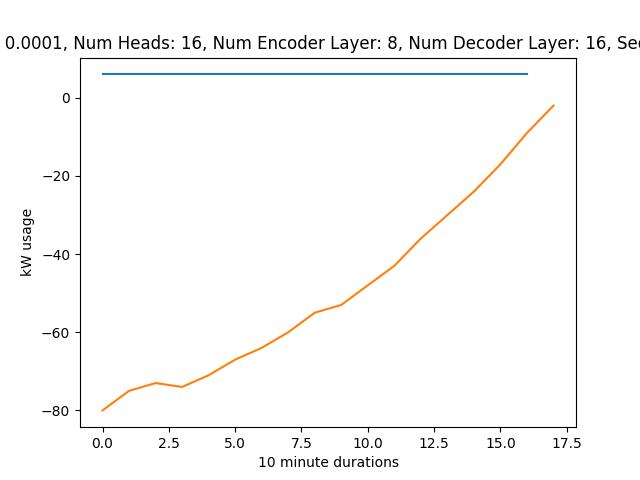 0.0001, Num Heads: 16, Num Encoder Layer: 8, Num Decoder Layer: 16, Se
0
−20
−40
−60
−80
kW usage
0.0 2.5 5.0 7.5 10.0 12.5 15.0 17.5
10 minute durations